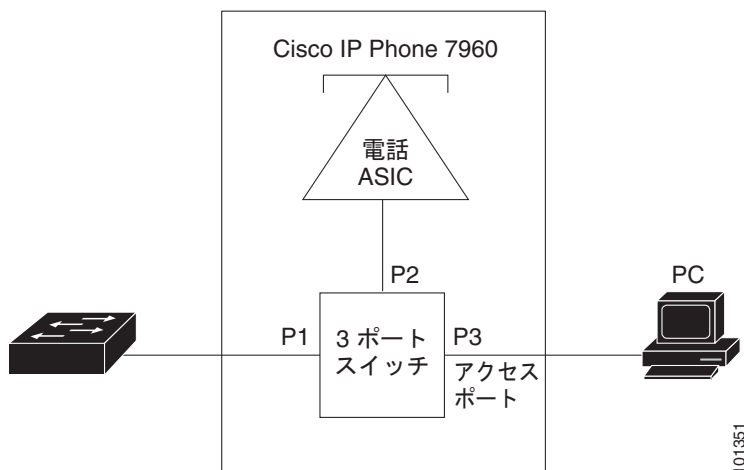 Cisco IP Phone 7960
電話
ASIC
P2
PC
P1
3 ポート
スイッチ
P3
アクセス
ポート
101351